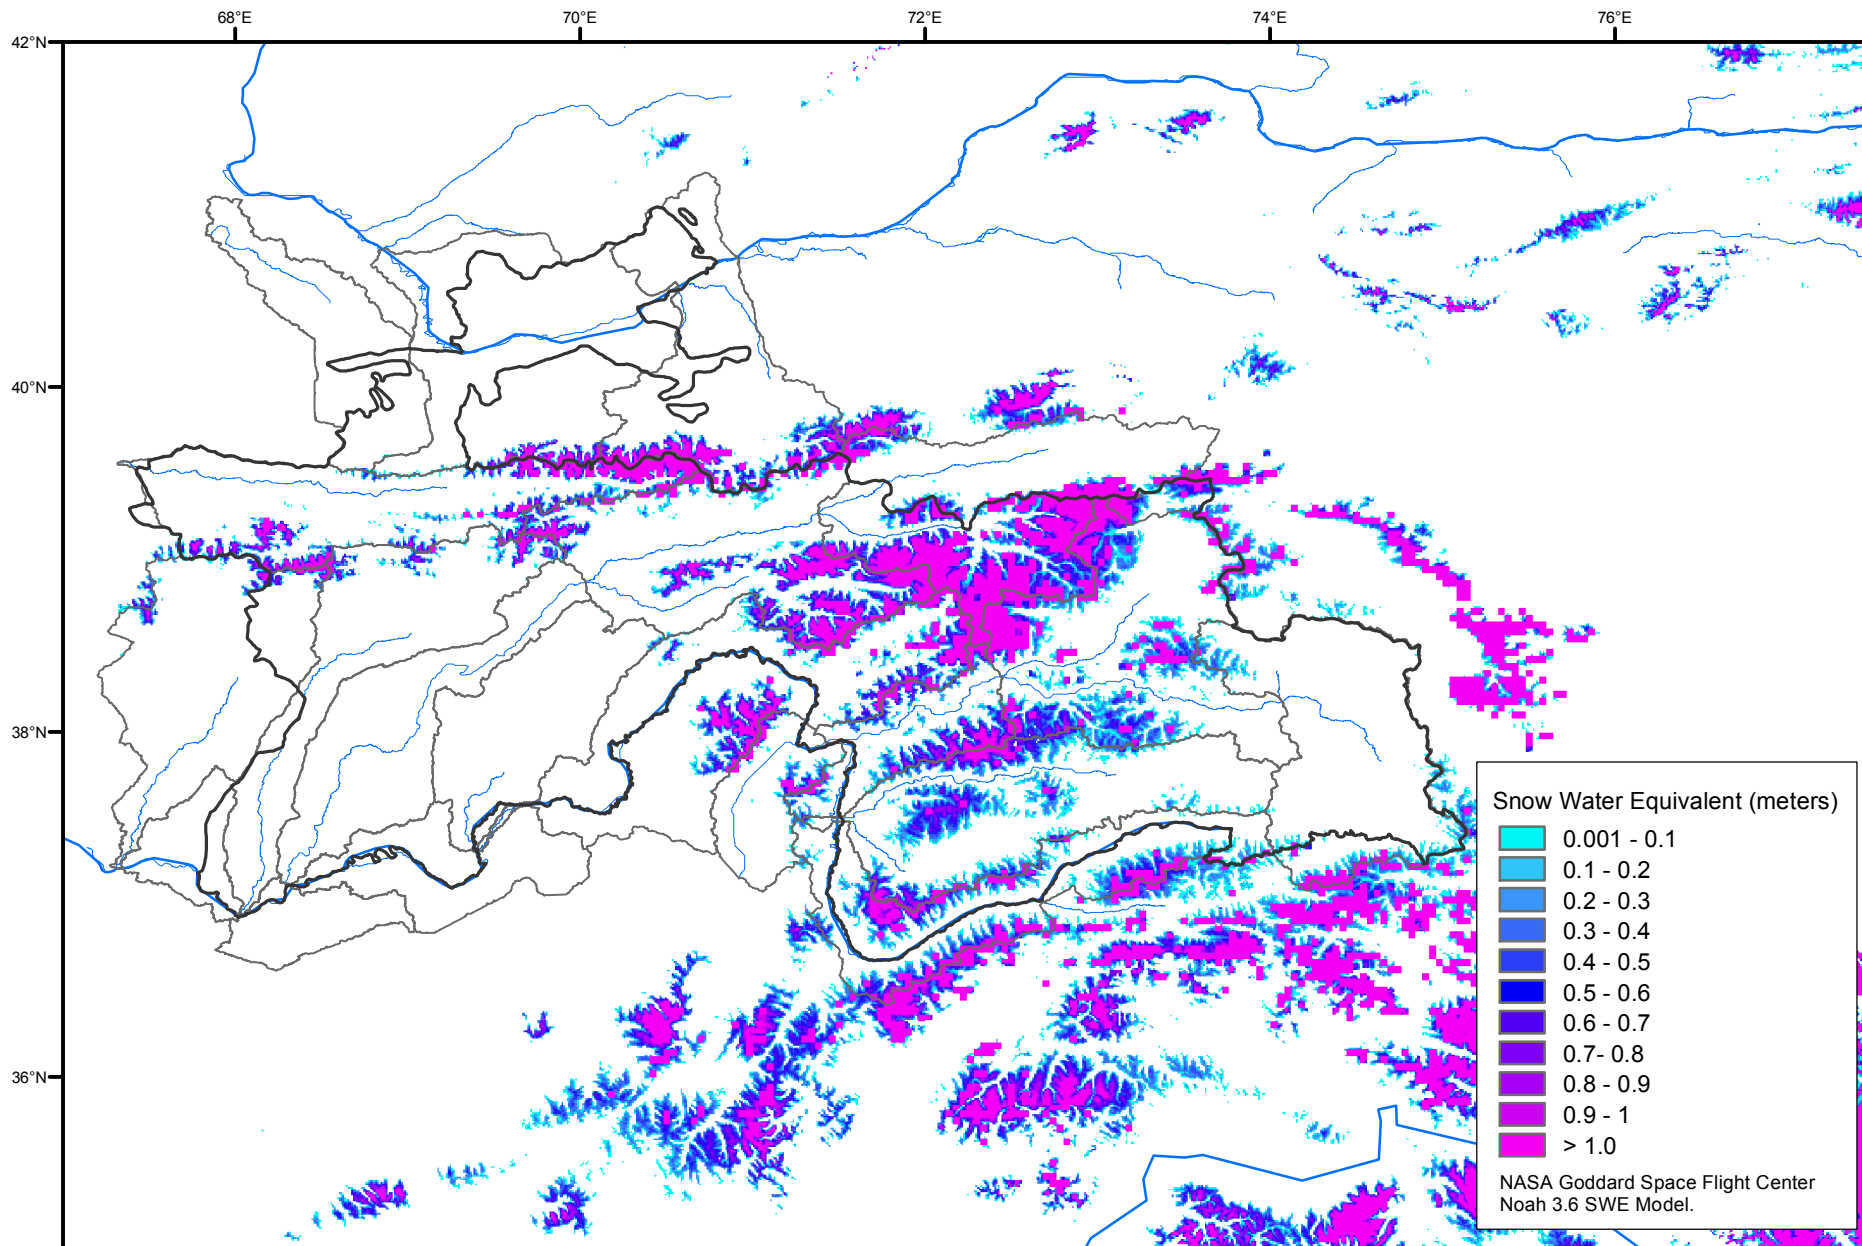 68°E
70°E
72°E
74°E
76°E
42°N
40°N
38°N
36°N
Snow Water Equivalent (meters)
0.001 - 0.1
0.1 - 0.2
0.2 - 0.3
0.3 - 0.4
0.4 - 0.5
0.5 - 0.6
0.6 - 0.7
0.7- 0.8
0.8 - 0.9
0.9 - 1
> 1.0
NASA Goddard Space Flight Center
Noah 3.6 SWE Model.